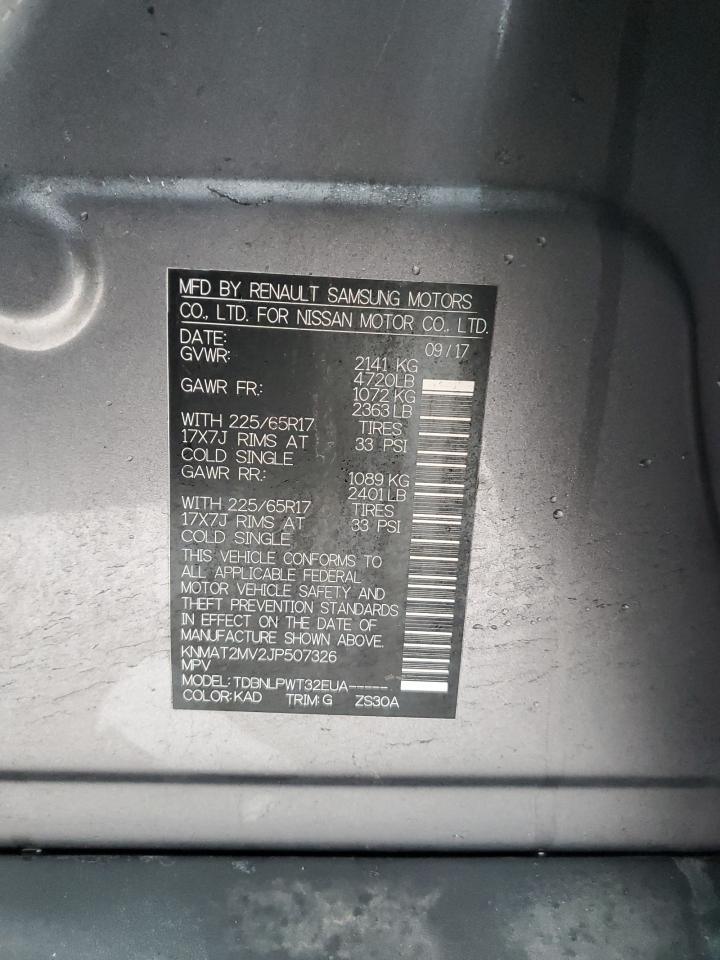 MFD BY RENAULT SAMSUNG MOTORS
CO., LTD. FOR NISSAN MOTOR CO., LTD.
DATE: 09/17
GVWR: 2141 KG
4720LB
GAWR FR: 1072 KG
2363LB
WITH 225/65R17 TIRES
17X7J RIMS AT 33 PSI
COLD SINGLE
GAWR RR: 1089 KG
2401LB
WITH 225/65R17 TIRES
17X7J RIMS AT 33 PSI
COLD SINGLE
THIS VEHICLE CONFORMS TO
ALL APPLICABLE FEDERAL
MOTOR VEHICLE SAFETY AND
THEFT PREVENTION STANDARDS
IN EFFECT ON THE DATE OF
MANUFACTURE SHOWN ABOVE.
KNMAT2MV2JP507326
MPV
MODEL: TDBNLPWT32EUA-----
COLOR: KAD TRIM: G ZS30A